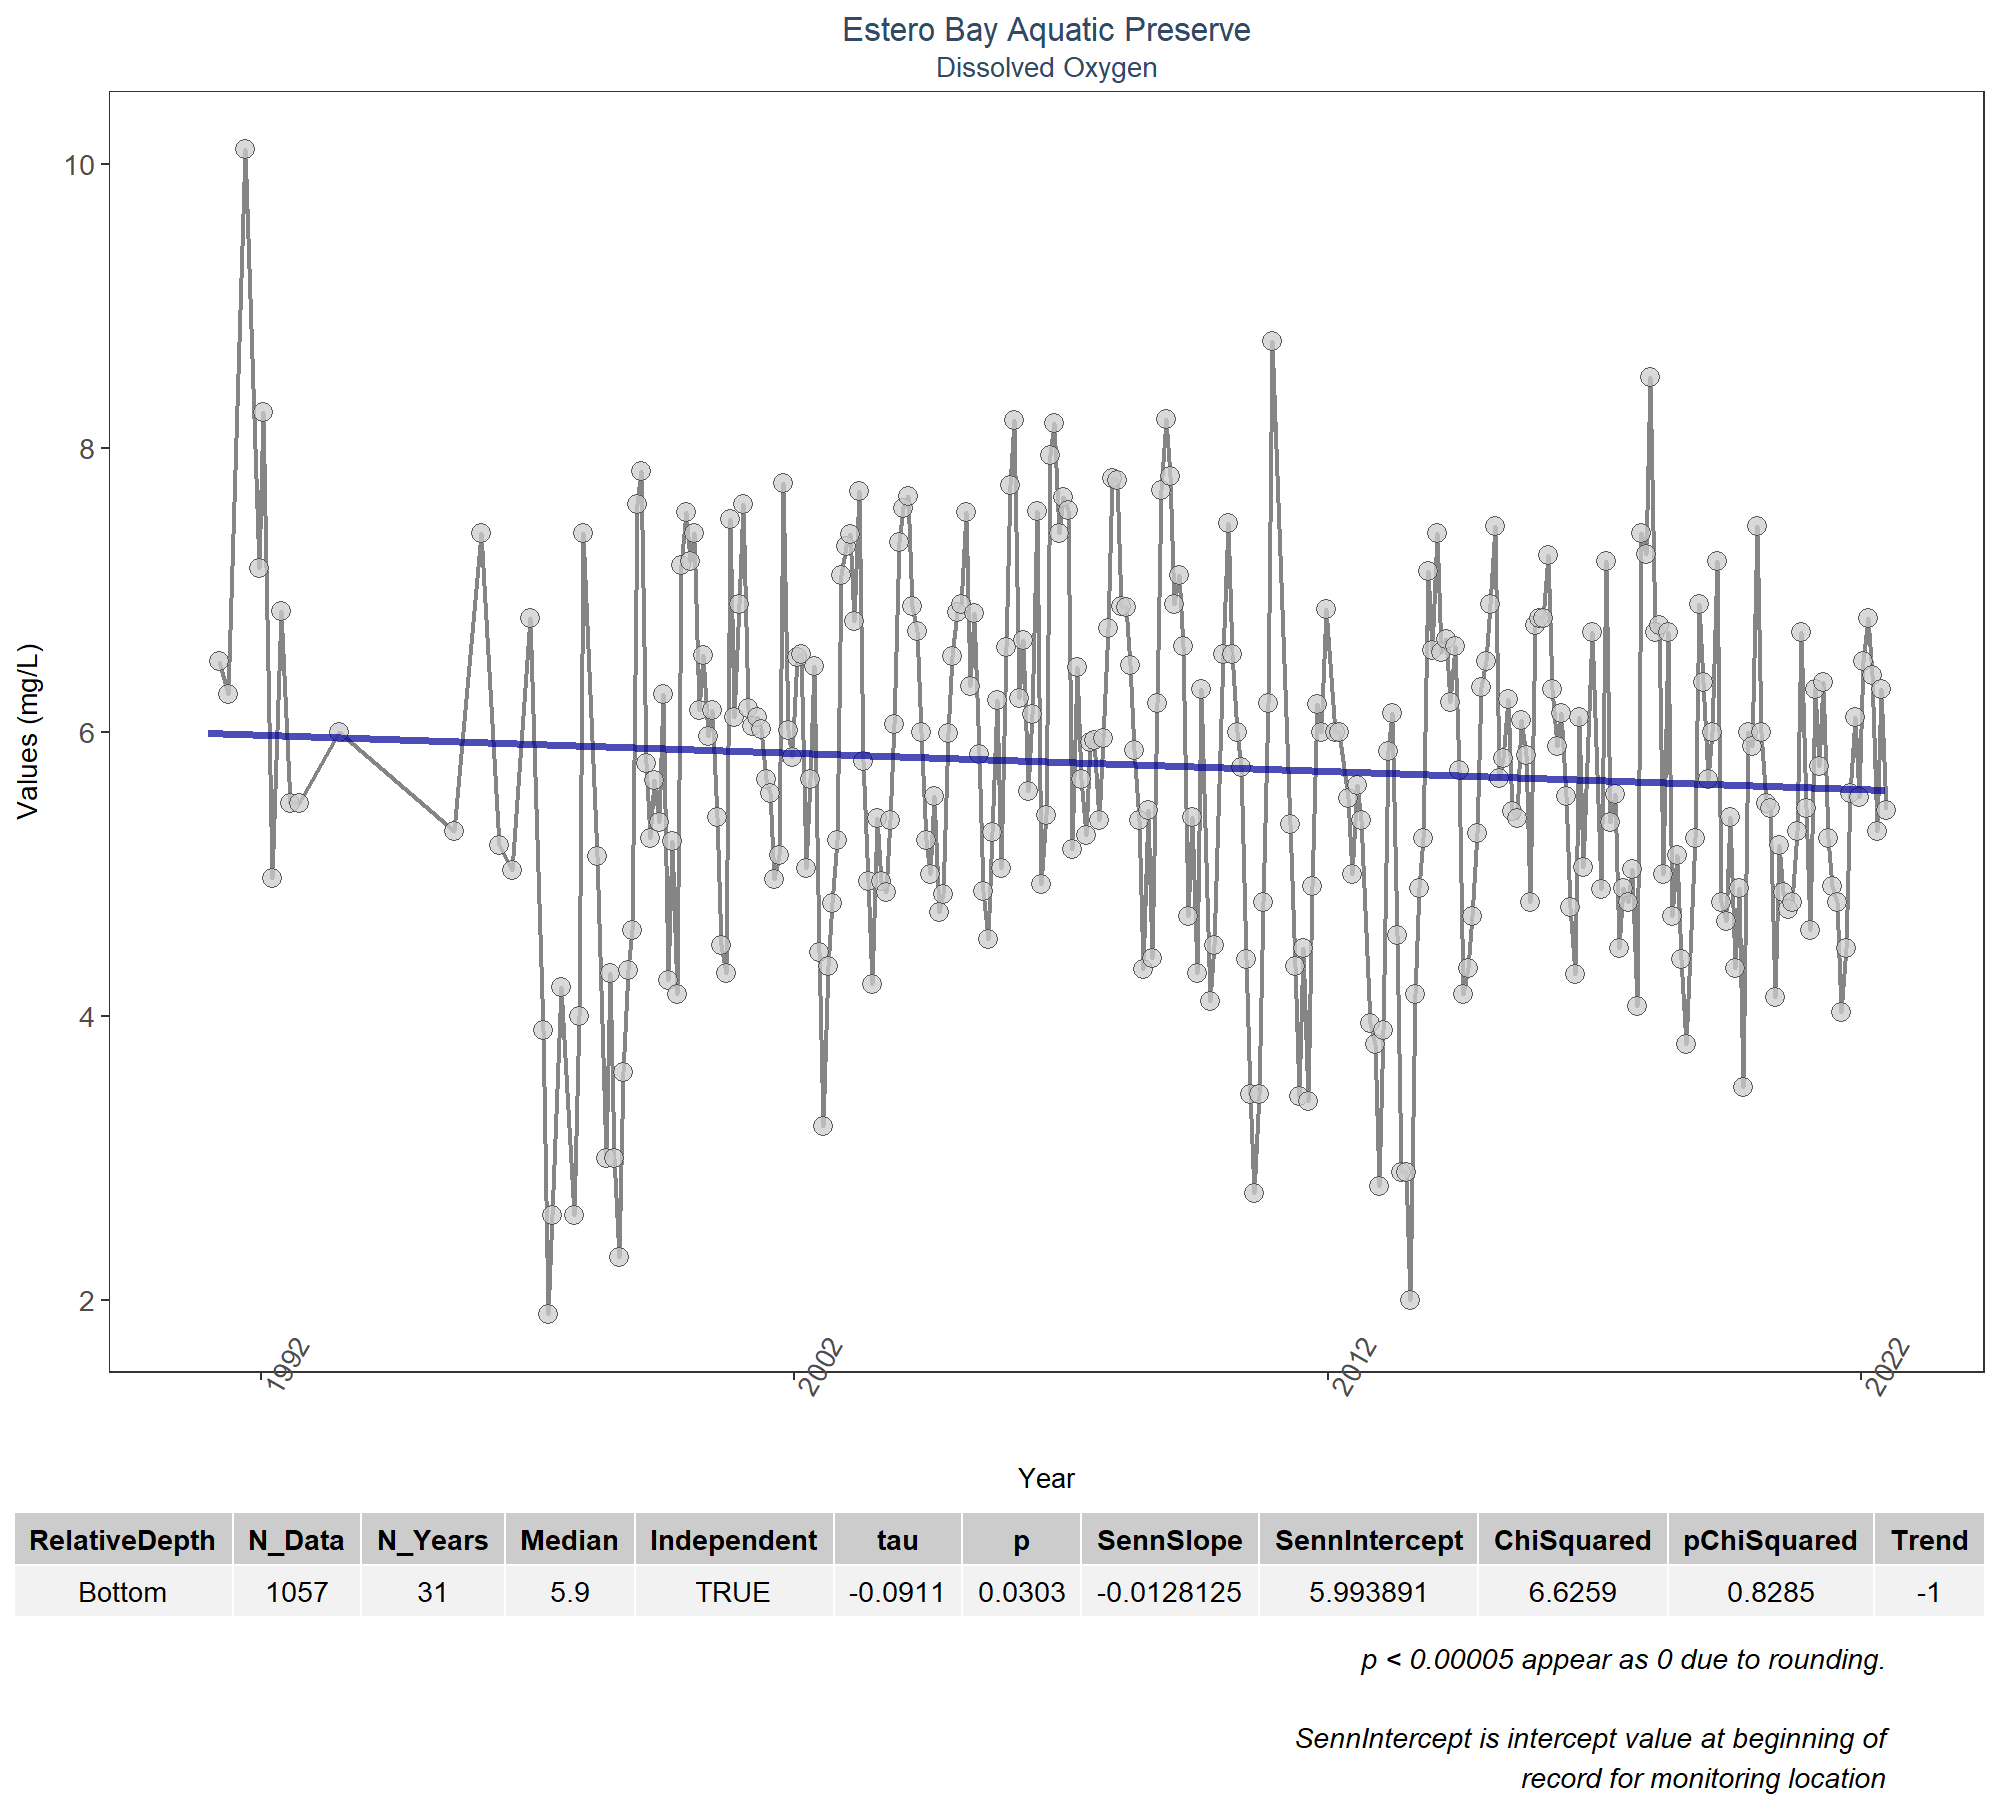 Estero Bay Aquatic Preserve
Dissolved Oxygen
Values (mg/L)
10
8
6
4
2
1992 2002 2012 2022
Year
RelativeDepth N_Data N_Years Median Independent tau p SennSlope SennIntercept ChiSquared pChiSquared Trend
Bottom 1057 31 5.9 TRUE -0.0911 0.0303 -0.0128125 5.993891 6.6259 0.8285 -1
p < 0.00005 appear as 0 due to rounding.
SennIntercept is intercept value at beginning of
record for monitoring location